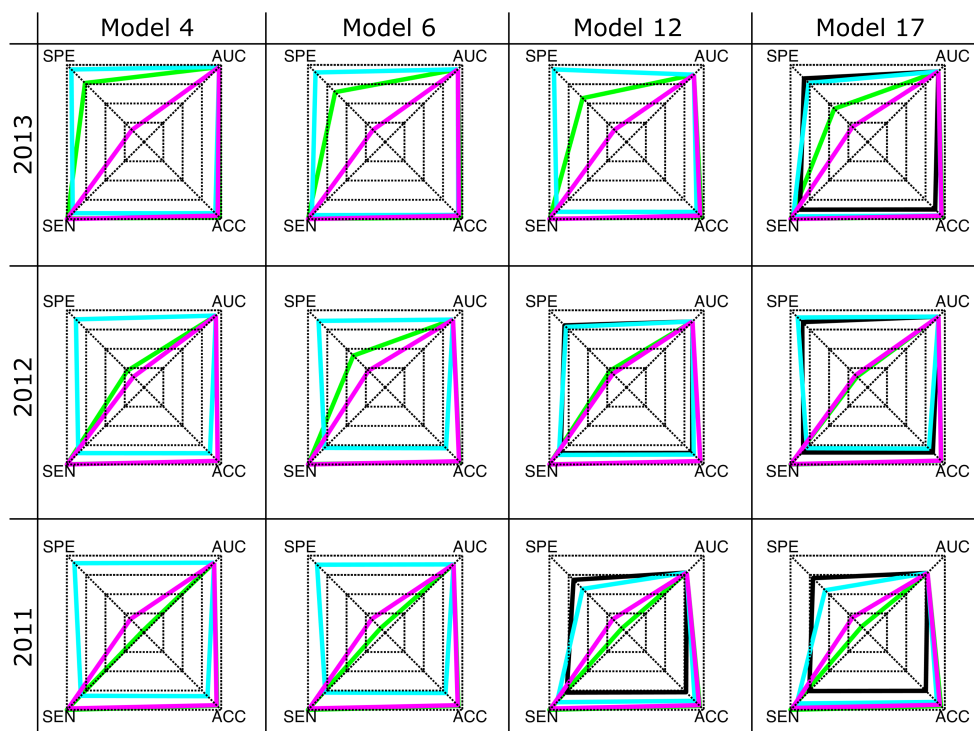 Model 4 Model 6 Model 12 Model 17
2013
SPE AUC SPE AUC SPE AUC SPE AUC
SEN ACC SEN ACC SEN ACC SEN ACC
2012
SPE AUC SPE AUC SPE AUC SPE AUC
SEN ACC SEN ACC SEN ACC SEN ACC
2011
SPE AUC SPE AUC SPE AUC SPE AUC
SEN ACC SEN ACC SEN ACC SEN ACC